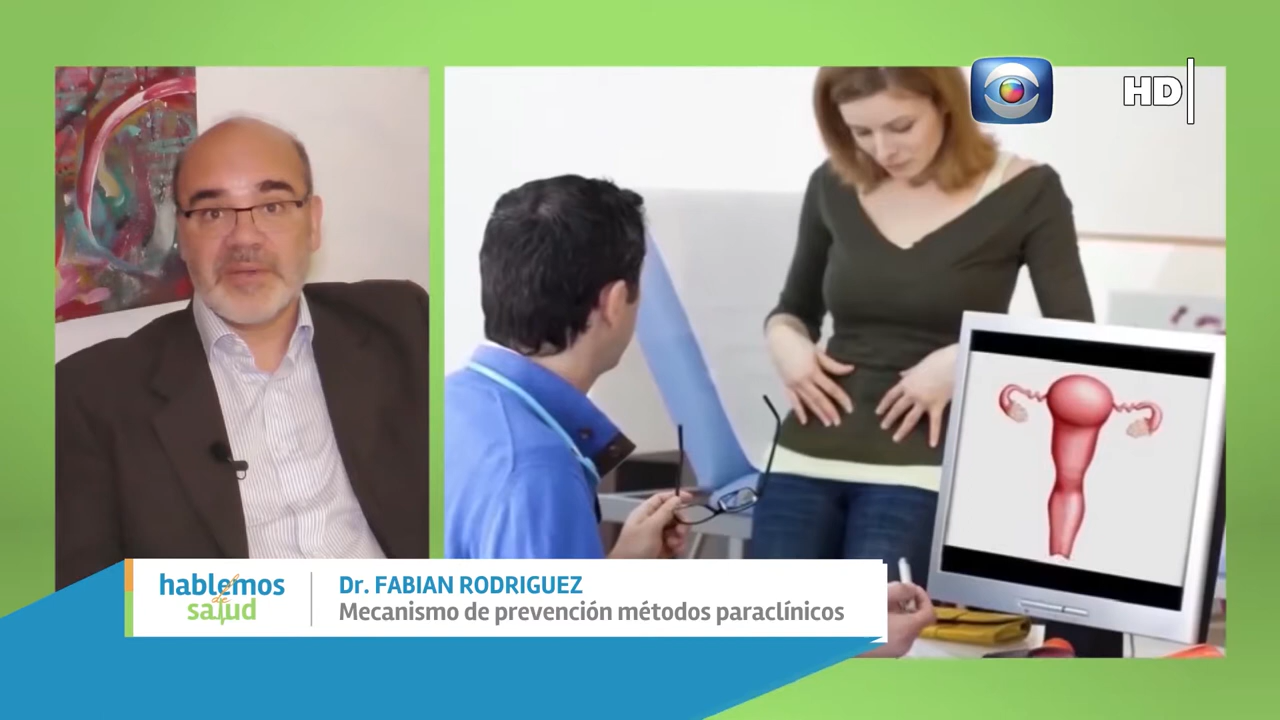 HD
hablemos
de
salud
Dr. FABIAN RODRIGUEZ
Mecanismo de prevención métodos paraclínicos